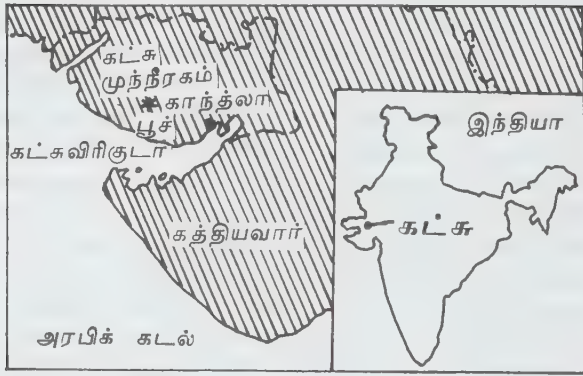 கட்சு
முந்நீரகம்
காந்த்லா
பூச்
கட்சுவிரிகுடா
கத்தியவார்
அரபிக் கடல்
இந்தியா
கட்சு